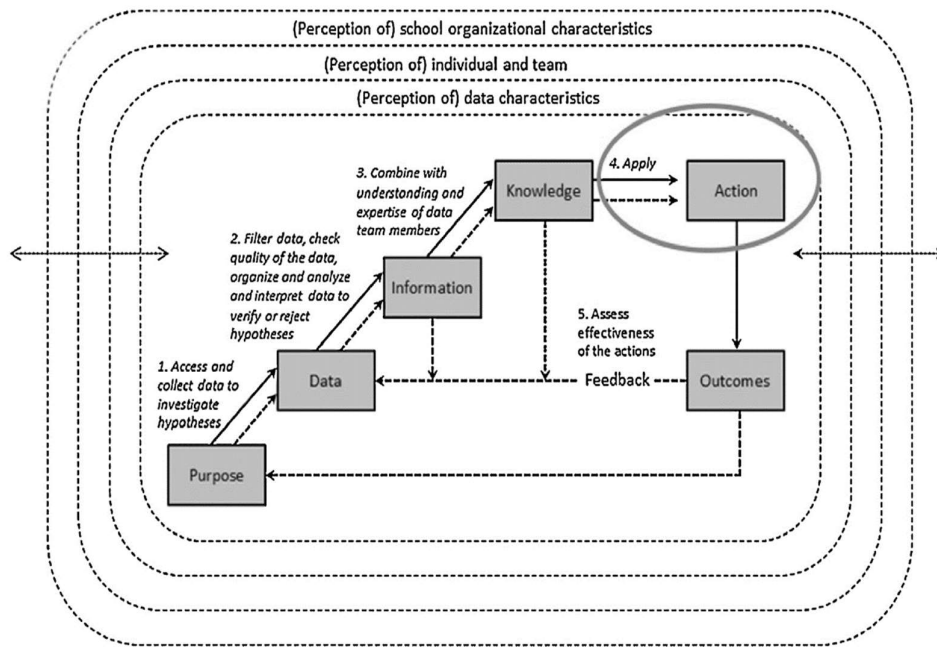 (Perception of) school organizational characteristics
(Perception of) individual and team
(Perception of) data characteristics
3. Combine with
understanding and
expertise of data
team members
Knowledge
4. Apply
Action
2. Filter data, check
quality of the data,
organize and analyze
and interpret data to
verify or reject
hypotheses
Information
5. Assess
effectiveness
of the actions
1. Access and
collect data to
investigate
hypotheses
Data
Feedback
Outcomes
Purpose